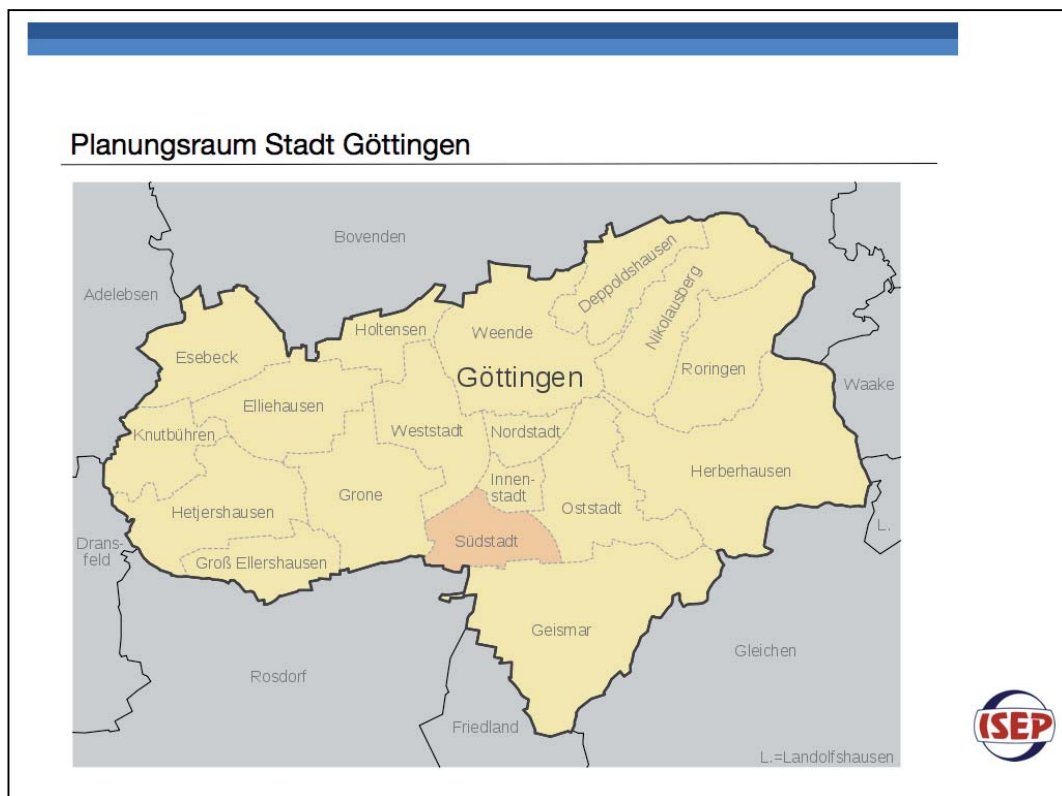 Planungsraum Stadt Göttingen
Bovenden
Deppoldshausen
Adelebsen
Nikolausberg
Holtensen
Weende
Esebeck
Göttingen
Roringen
Waake
Elliehausen
Knutbühren
Weststadt
Nordstadt
Herberhausen
Innen-
stadt
Grone
Oststadt
Hetjershausen
L.
Drans-
feld
Südstadt
Groß Ellershausen
Geismar
Gleichen
Rosdorf
Friedland
L.=Landolfshausen
ISEP